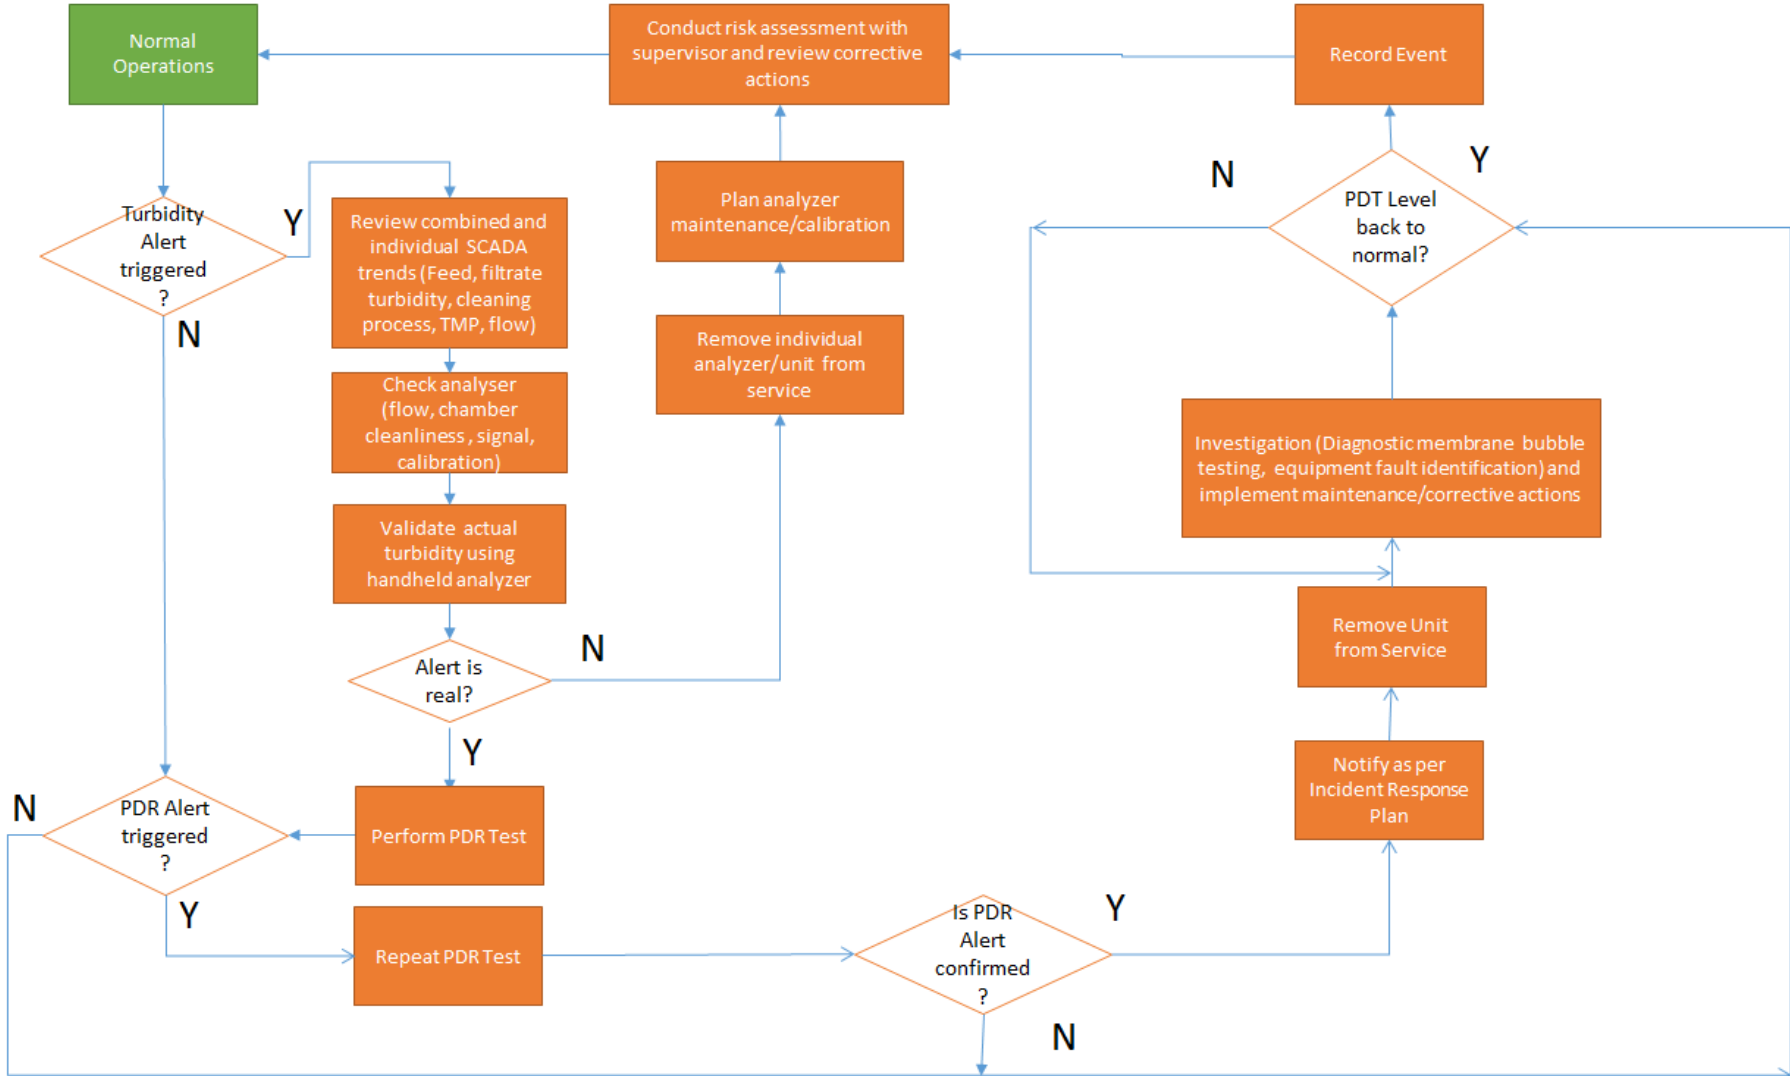 Normal
Operations
Conduct risk assessment with
supervisor and review corrective
actions
Record Event
Turbidity
Alert
triggered
?
Y
N
Review combined and
individual SCADA
trends (Feed, filtrate
turbidity, cleaning
process, TMP, flow)
Check analyser
(flow, chamber
cleanliness , signal,
calibration)
Validate actual
turbidity using
handheld analyzer
Alert is
real?
N
Y
Plan analyzer
maintenance/calibration
Remove individual
analyzer/unit from
service
N
Y
PDT Level
back to
normal?
Investigation (Diagnostic membrane bubble
testing, equipment fault identification) and
implement maintenance/corrective actions
Remove Unit
from Service
Notify as per
Incident Response
Plan
N
PDR Alert
triggered
?
Y
Perform PDR Test
Repeat PDR Test
Is PDR
Alert
confirmed
?
Y
N